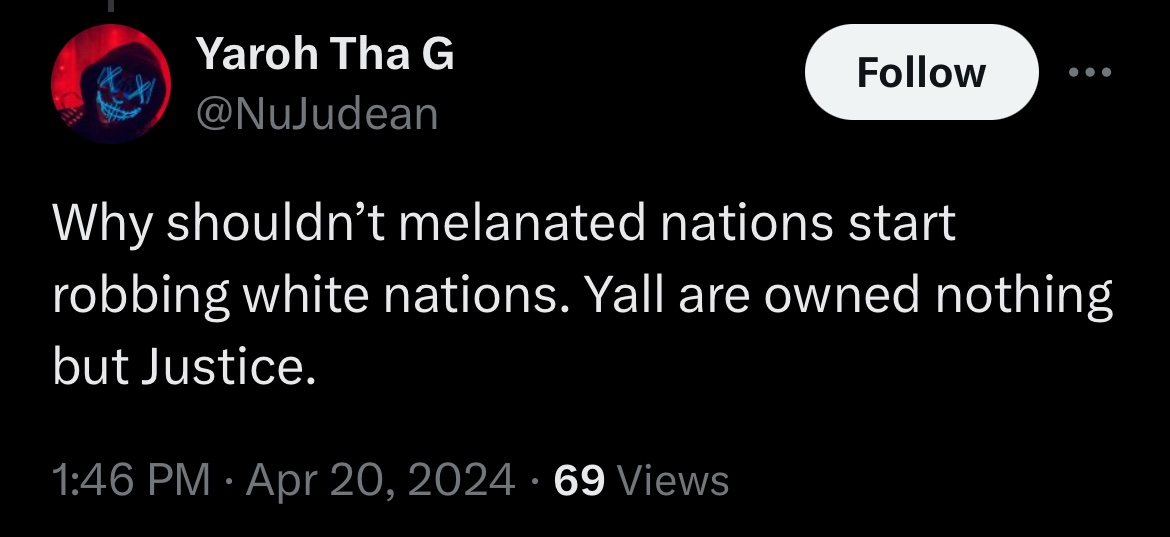 Yaroh Tha G
@NuJudean
Follow
Why shouldn’t melanated nations start
robbing white nations. Yall are owned nothing
but Justice.
1:46 PM · Apr 20, 2024 · 69 Views